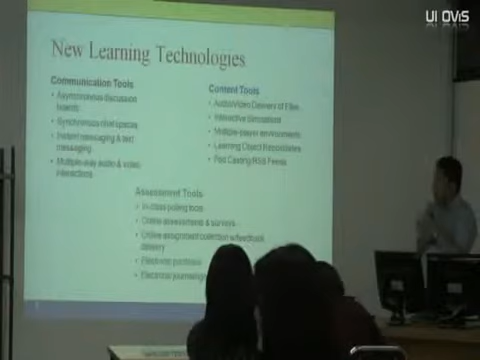 UI OVIS
New Learning Technologies
Communication Tools
• Asynchronous discussion
boards
• Synchronous chat spaces
• Instant messaging & text
messaging
• Multiple-way audio & video
interactions
Content Tools
• Audio/Video Delivery of Files
• Interactive Simulations
• Multiple-player environments
• Learning Object Repositories
• Pod Casting RSS Feeds
Assessment Tools
• In-class polling tools
• Online assessments & surveys
• Online assignment collection w/feedback
delivery
• Electronic portfolios
• Electronic journaling